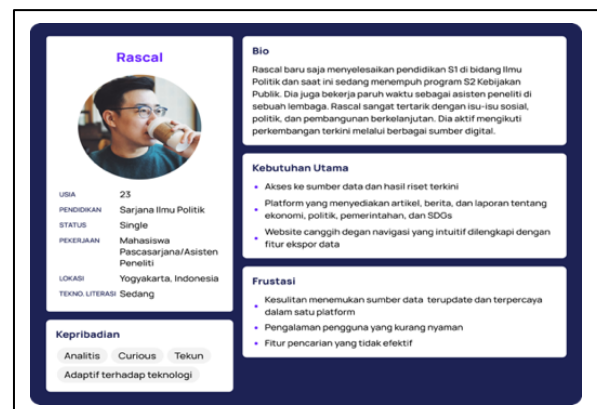 Rascal
USIA 23
PENDIDIKAN Sarjana Ilmu Politik
STATUS Single
PEKERJAAN Mahasiswa
Pascasarjana/Asisten
Peneliti
LOKASI Yogyakarta, Indonesia
TEKNO. LITERASI Sedang
Kepribadian
Analitis Curious Tekun
Adaptif terhadap teknologi
Bio
Rascal baru saja menyelesaikan pendidikan S1 di bidang Ilmu
Politik dan saat ini sedang menempuh program S2 Kebijakan
Publik. Dia juga bekerja paruh waktu sebagai asisten peneliti di
sebuah lembaga. Rascal sangat tertarik dengan isu-isu sosial,
politik, dan pembangunan berkelanjutan. Dia aktif mengikuti
perkembangan terkini melalui berbagai sumber digital.
Kebutuhan Utama
• Akses ke sumber data dan hasil riset terkini
• Platform yang menyediakan artikel, berita, dan laporan tentang
ekonomi, politik, pemerintahan, dan SDGs
• Website canggih degan navigasi yang intuitif dilengkapi dengan
fitur ekspor data
Frustasi
• Kesulitan menemukan sumber data terupdate dan terpercaya
dalam satu platform
• Pengalaman pengguna yang kurang nyaman
• Fitur pencarian yang tidak efektif